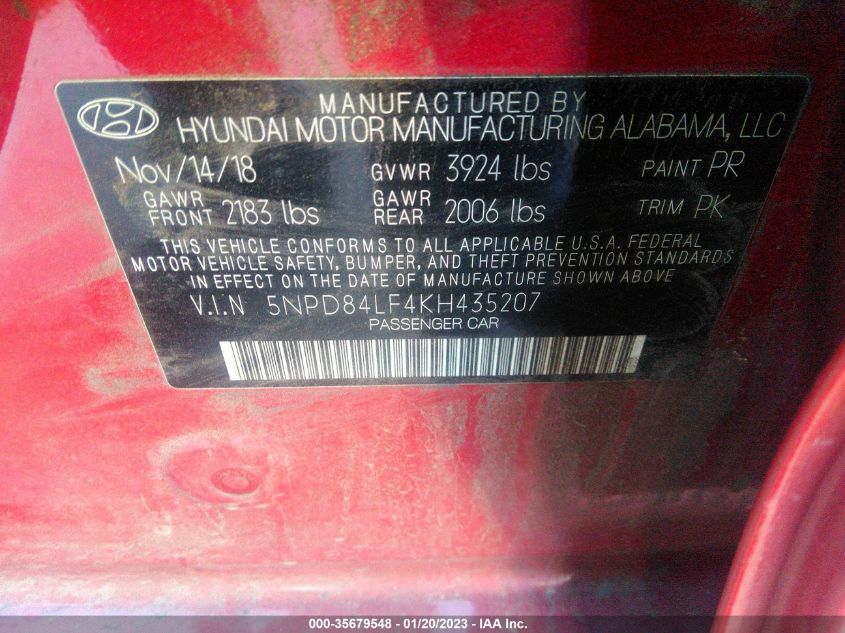 MANUFACTURED BY
HYUNDAI MOTOR MANUFACTURING ALABAMA, LLC
Nov/14/18 GVWR 3924 lbs PAINT PR
GAWR FRONT 2183 lbs GAWR REAR 2006 lbs TRIM PK
THIS VEHICLE CONFORMS TO ALL APPLICABLE U.S.A. FEDERAL
MOTOR VEHICLE SAFETY, BUMPER, AND THEFT PREVENTION STANDARDS
IN EFFECT ON THE DATE OF MANUFACTURE SHOWN ABOVE
V.I.N 5NPD84LF4KH435207
PASSENGER CAR
000-35679548 - 01/20/2023 - IAA Inc.